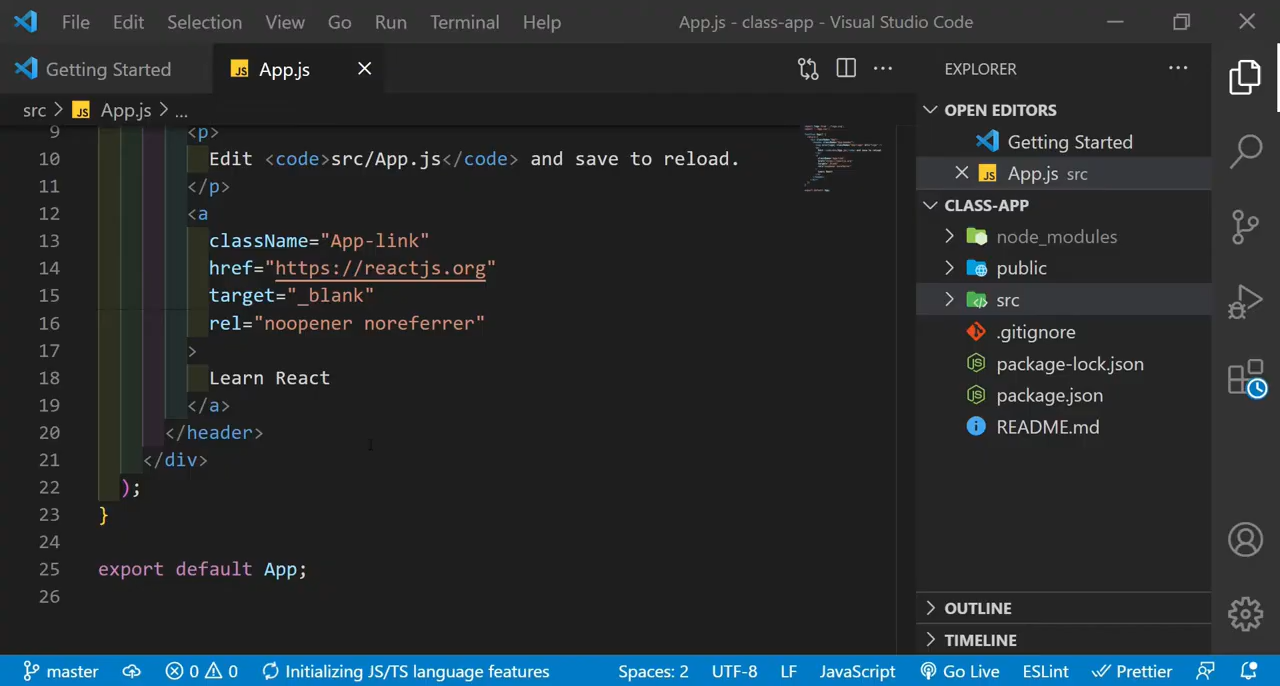 File Edit Selection View Go Run Terminal Help App.js - class-app - Visual Studio Code
Getting Started JS App.js
src > JS App.js > ...
9 <p>
10 Edit <code>src/App.js</code> and save to reload.
11 </p>
12 <a
13 className="App-link"
14 href="https://reactjs.org"
15 target="_blank"
16 rel="noopener noreferrer"
17 >
18 Learn React
19 </a>
20 </header>
21 </div>
22 );
23 }
24
25 export default App;
26
EXPLORER
OPEN EDITORS
Getting Started
JS App.js src
CLASS-APP
node_modules
public
src
.gitignore
package-lock.json
package.json
README.md
OUTLINE
TIMELINE
master 0 0 Initializing JS/TS language features Spaces: 2 UTF-8 LF JavaScript Go Live ESLint Prettier